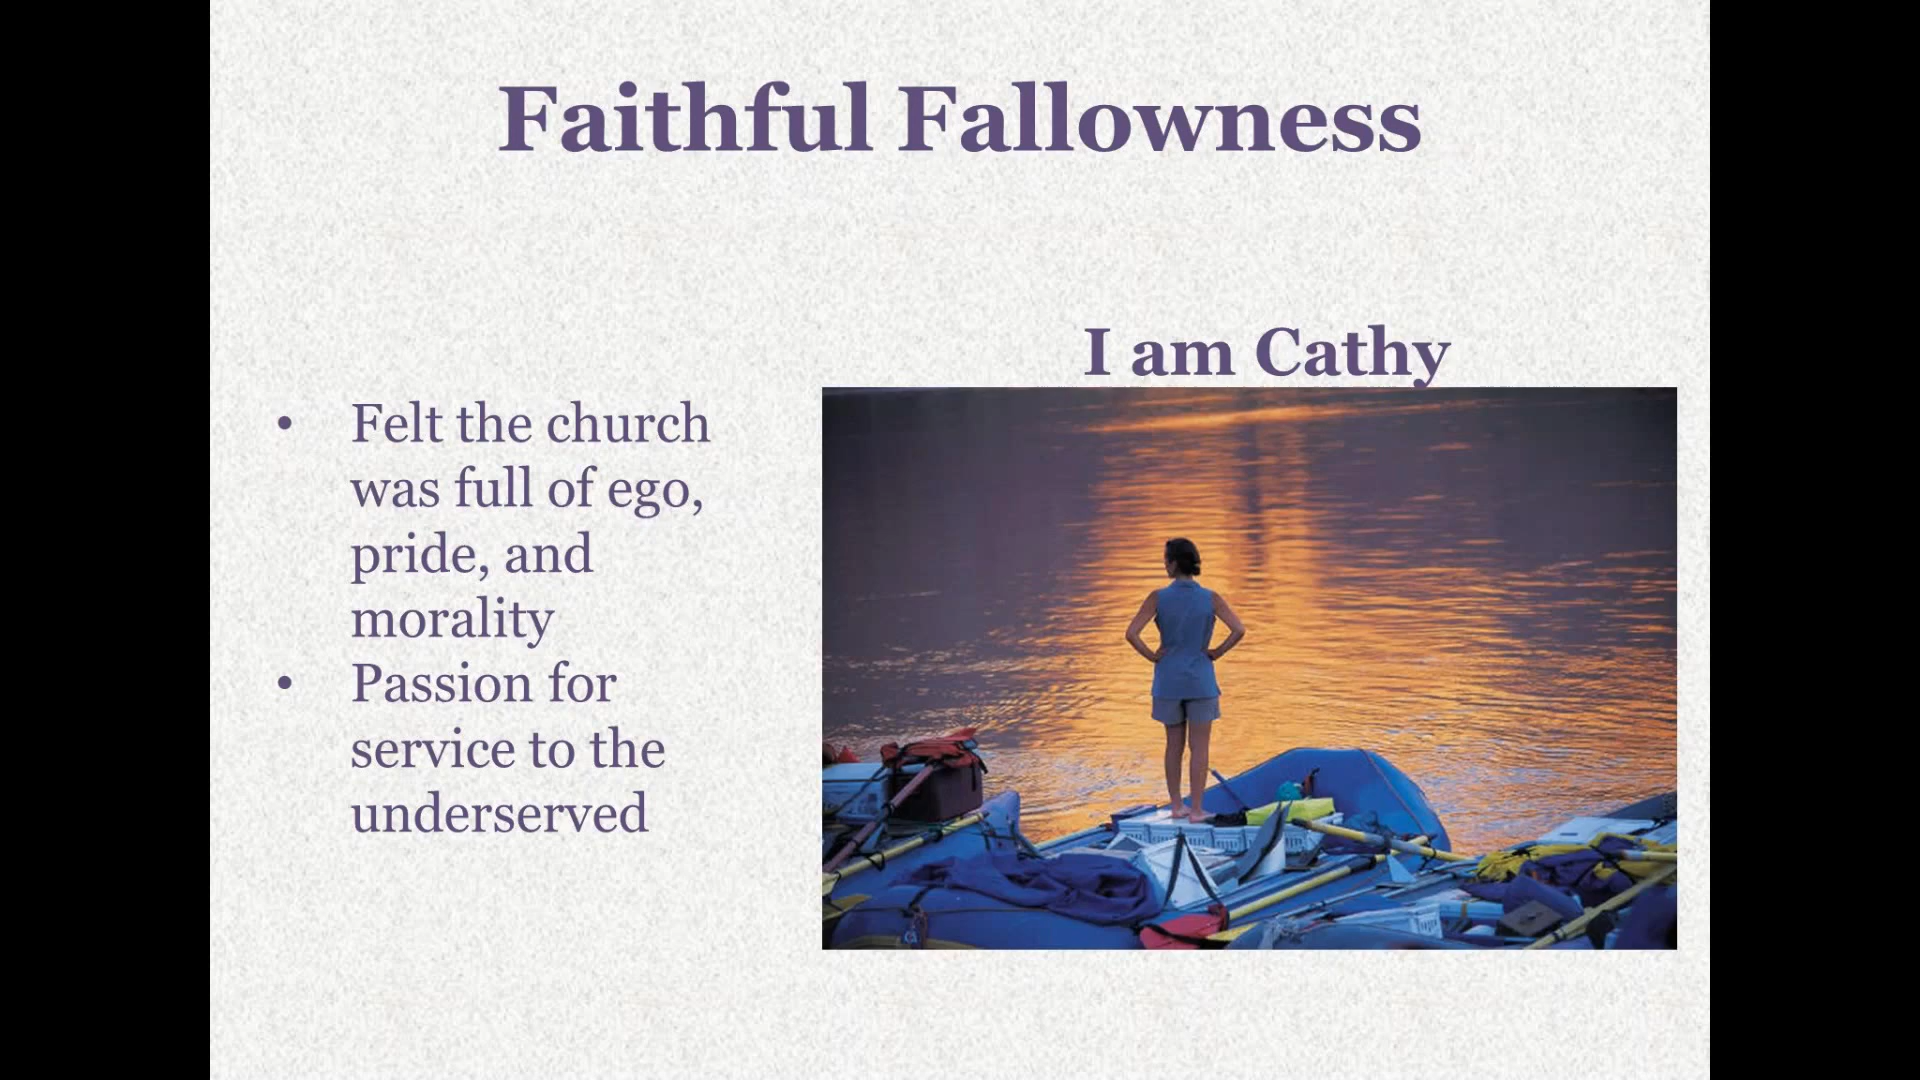 Faithful Fallowness
I am Cathy
• Felt the church
was full of ego,
pride, and
morality
• Passion for
service to the
underserved